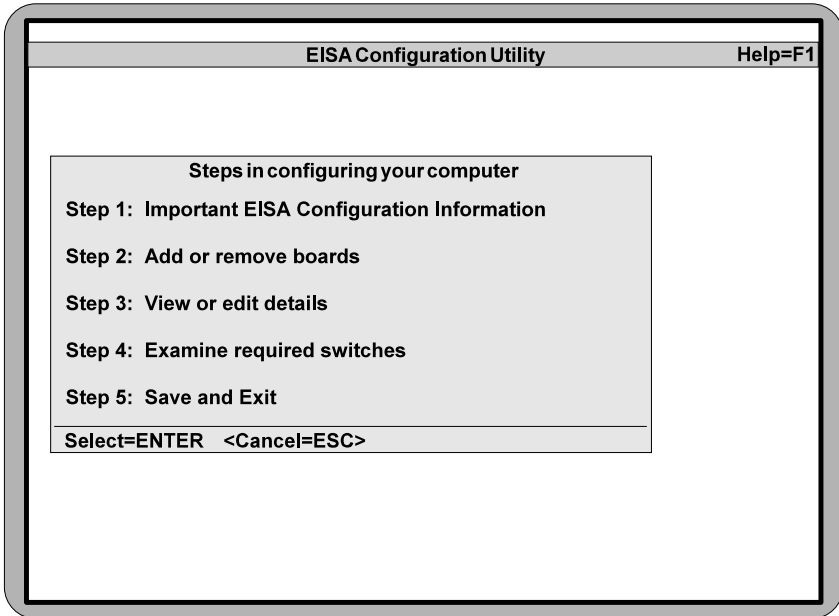 EISA Configuration Utility Help=F1
Steps in configuring your computer
Step 1: Important EISA Configuration Information
Step 2: Add or remove boards
Step 3: View or edit details
Step 4: Examine required switches
Step 5: Save and Exit
Select=ENTER <Cancel=ESC>